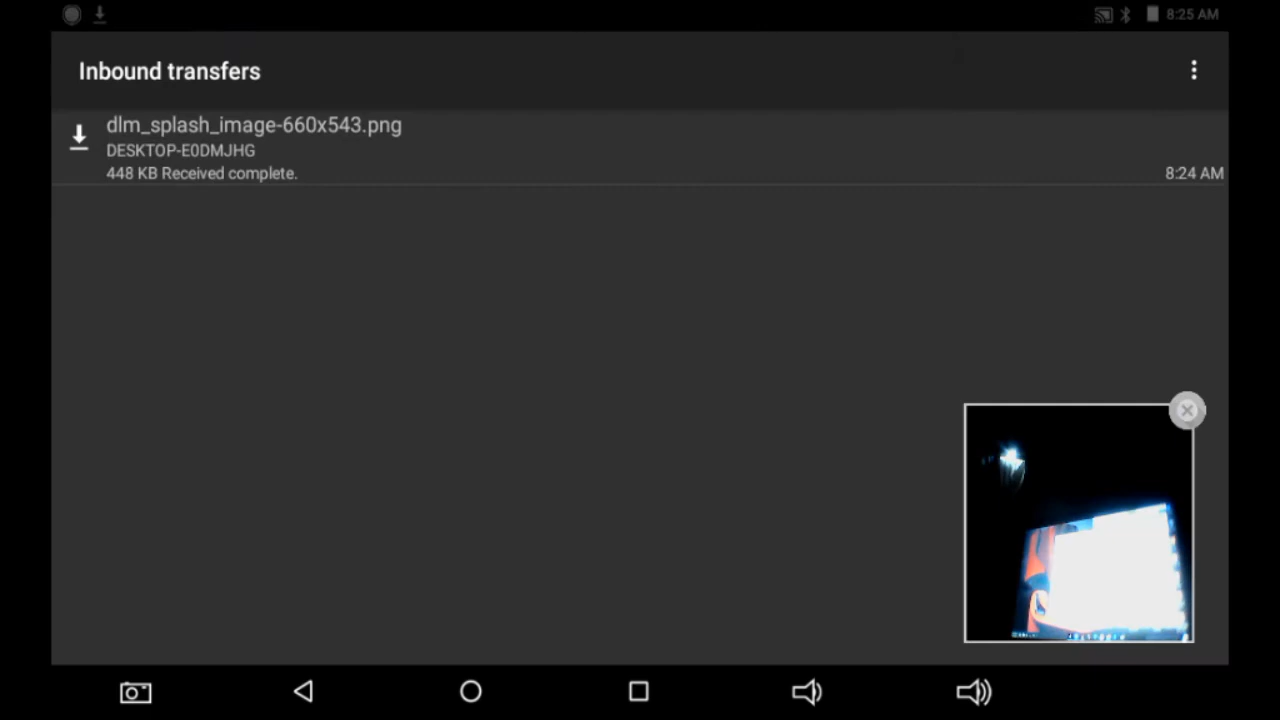 8:25 AM
Inbound transfers
dlm_splash_image-660x543.png
DESKTOP-E0DMJHG
448 KB Received complete.
8:24 AM